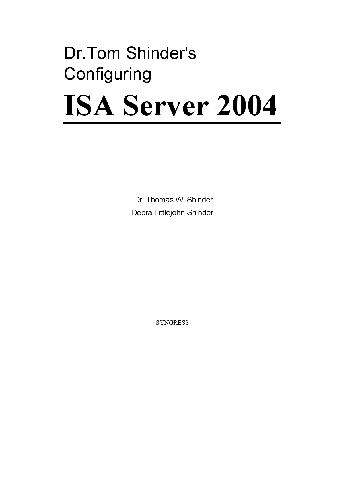 Dr.Tom Shinder's
Configuring
ISA Server 2004
Dr. Thomas W. Shinder
Debra Littlejohn Shinder
SYNGRESS